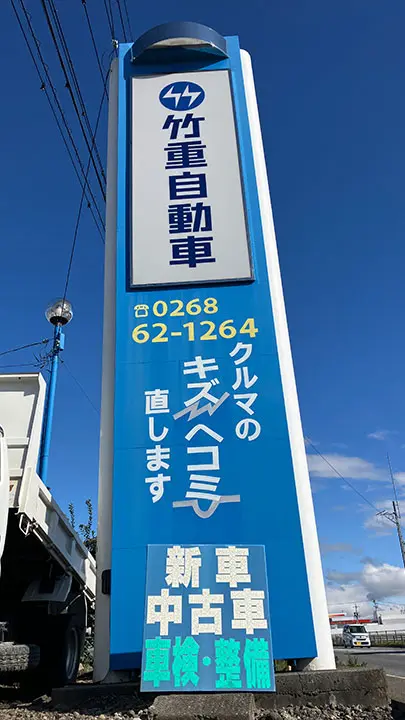 竹重自動車
☎0268
62-1264
クルマの
キズヘコミ
直します
新車
中古車
車検・整備